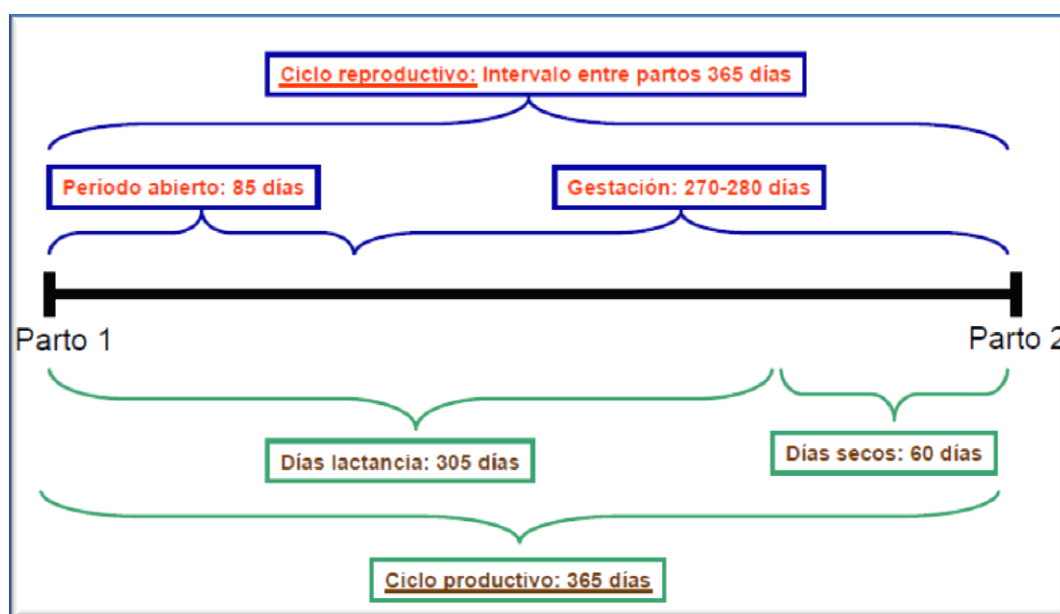 Ciclo reproductivo: Intervalo entre partos 365 días
Período abierto: 85 días
Gestación: 270-280 días
Parto 1
Parto 2
Días lactancia: 305 días
Días secos: 60 días
Ciclo productivo: 365 días